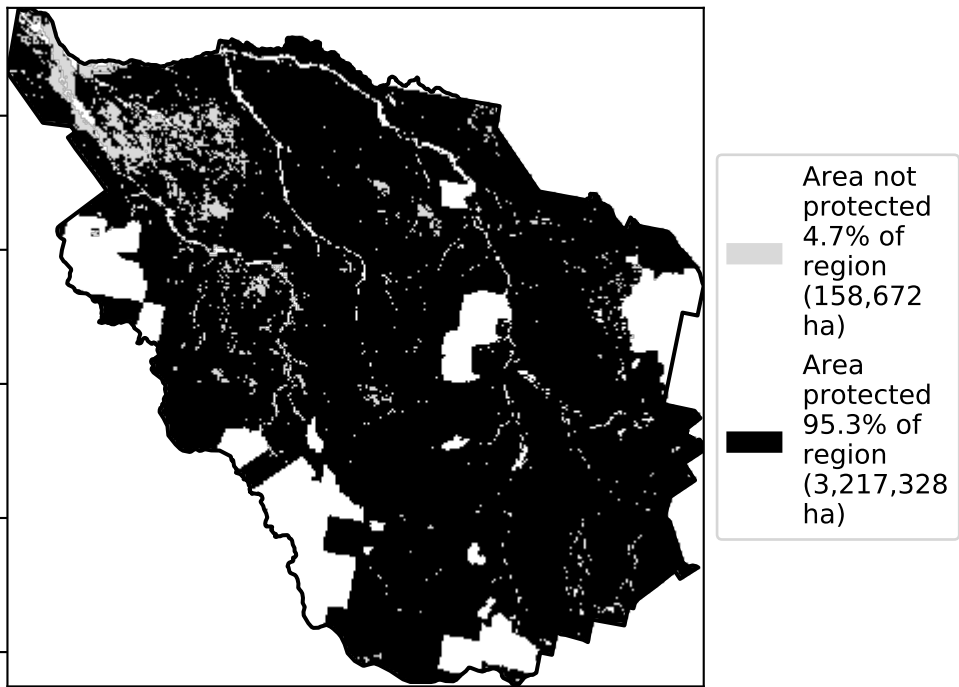 Area not
protected
4.7% of
region
(158,672
ha)
Area
protected
95.3% of
region
(3,217,328
ha)